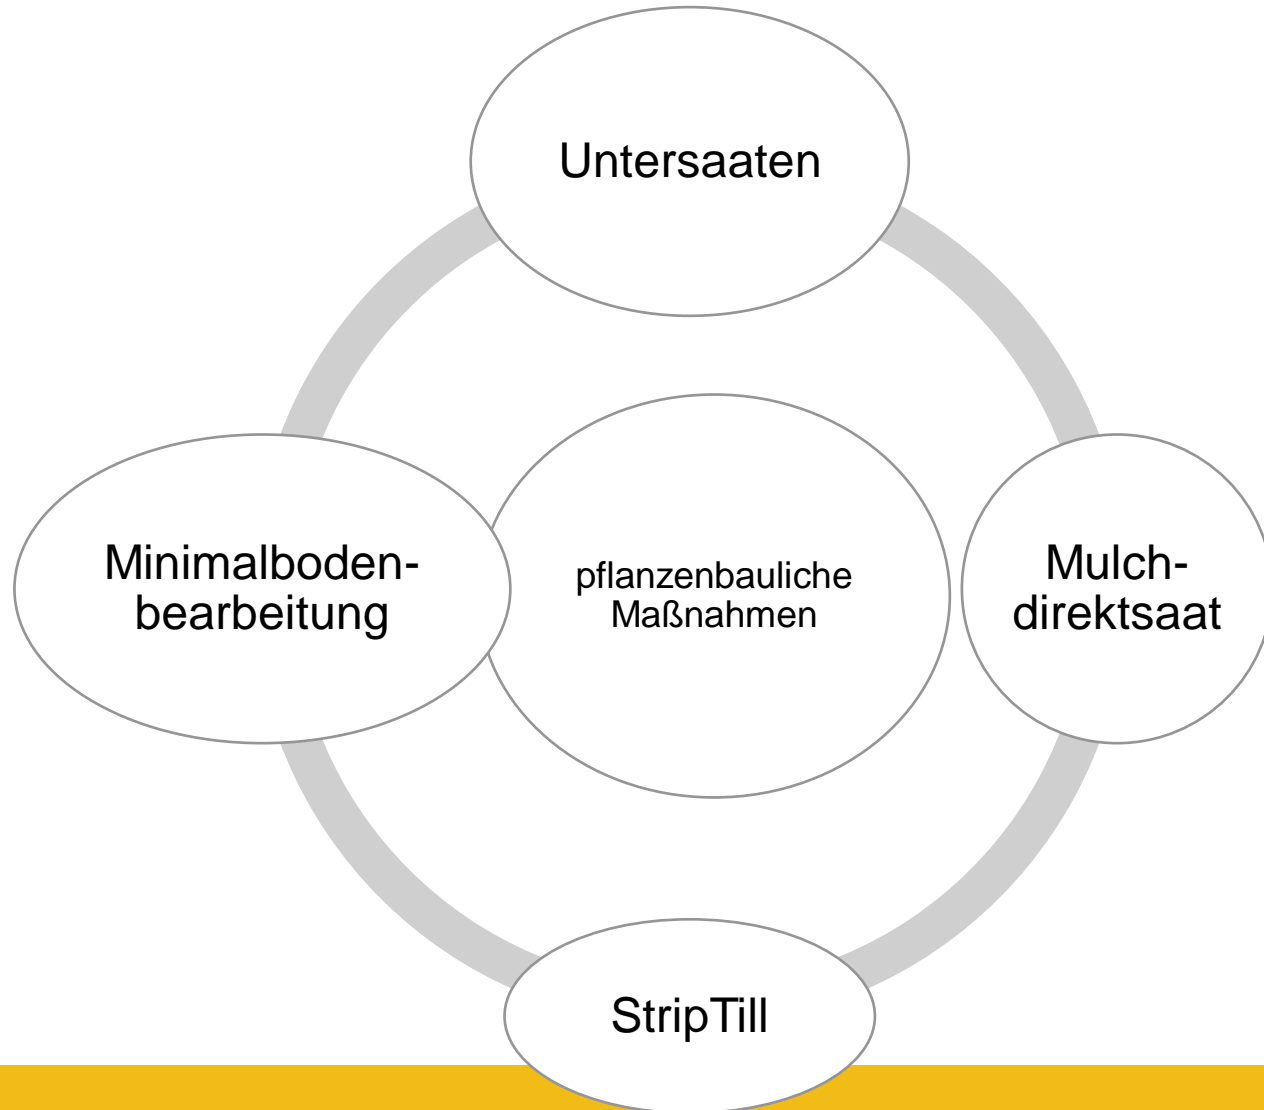 Untersaaten
Minimalboden-
bearbeitung
pflanzenbauliche
Maßnahmen
Mulch-
direktsaat
StripTill